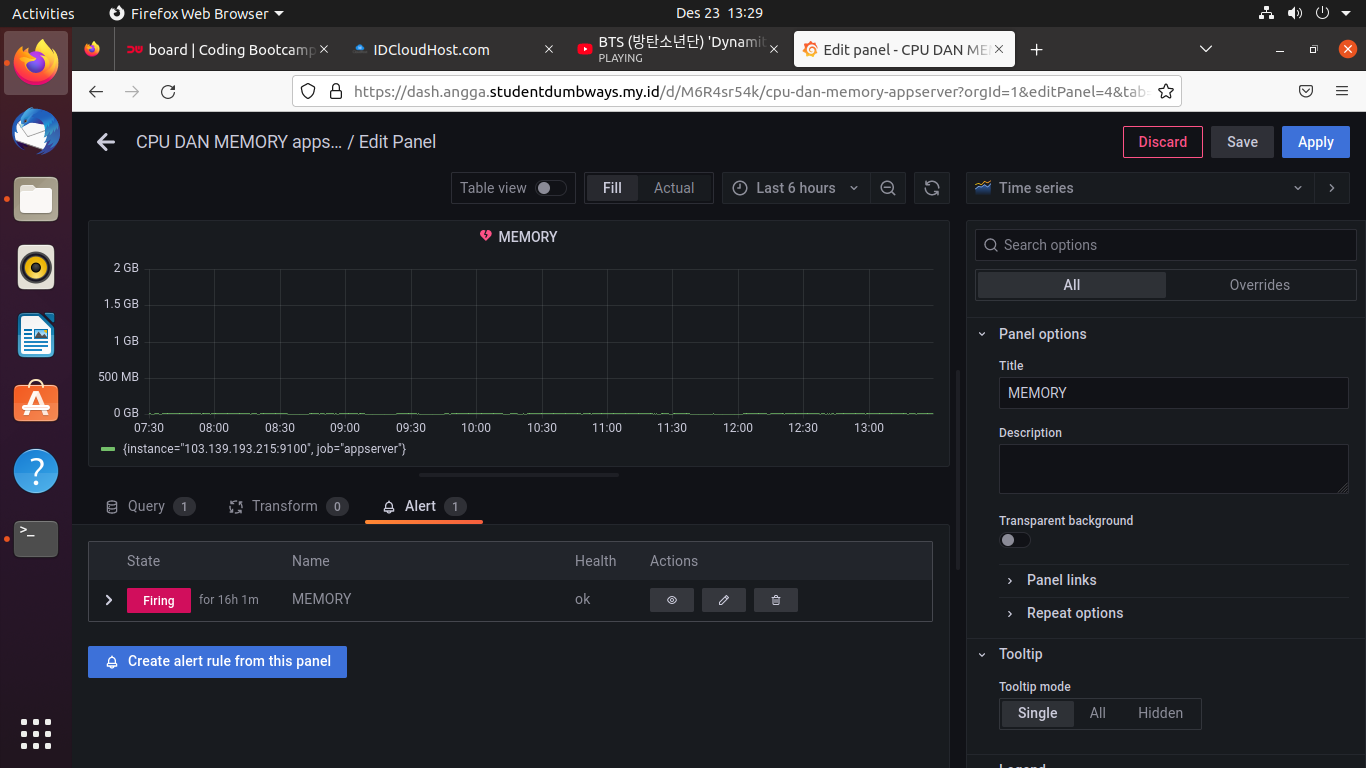 Activities
Firefox Web Browser
Des 23 13:29
board | Coding Bootcamp
IDCloudHost.com
BTS (방탄소년단) 'Dynamit
PLAYING
Edit panel - CPU DAN ME
https://dash.angga.studentdumbways.my.id/d/M6R4sr54k/cpu-dan-memory-appserver?orgId=1&editPanel=4&tab=
CPU DAN MEMORY apps... / Edit Panel
Discard
Save
Apply
Table view
Fill
Actual
Last 6 hours
Time series
MEMORY
2 GB
1.5 GB
1 GB
500 MB
0 GB
07:30 08:00 08:30 09:00 09:30 10:00 10:30 11:00 11:30 12:00 12:30 13:00
{instance="103.139.193.215:9100", job="appserver"}
Query 1
Transform 0
Alert 1
State Name Health Actions
Firing for 16h 1m MEMORY ok
Create alert rule from this panel
Search options
All
Overrides
Panel options
Title
MEMORY
Description
Transparent background
Panel links
Repeat options
Tooltip
Tooltip mode
Single All Hidden
Legend